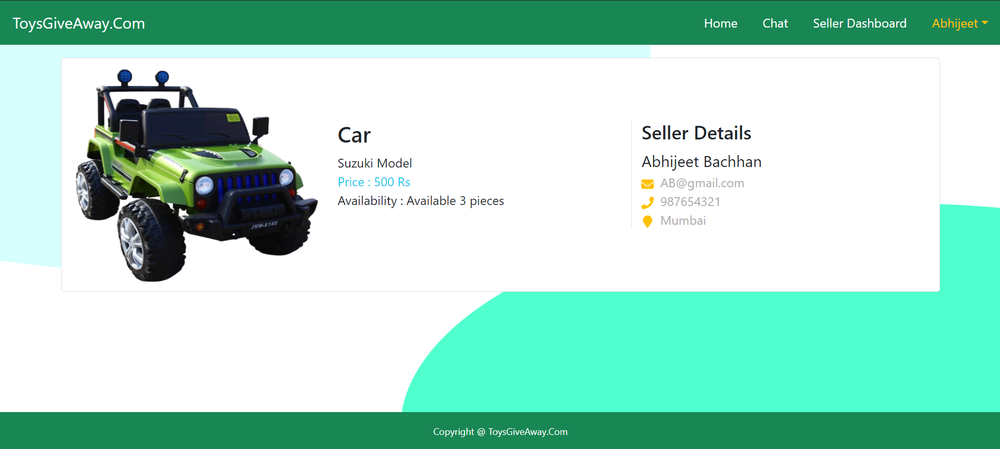 ToysGiveAway.Com
Home
Chat
Seller Dashboard
Abhijeet
Car
Suzuki Model
Price : 500 Rs
Availability : Available 3 pieces
JHW-5188
Seller Details
Abhijeet Bachhan
AB@gmail.com
987654321
Mumbai
Copyright @ ToysGiveAway.Com